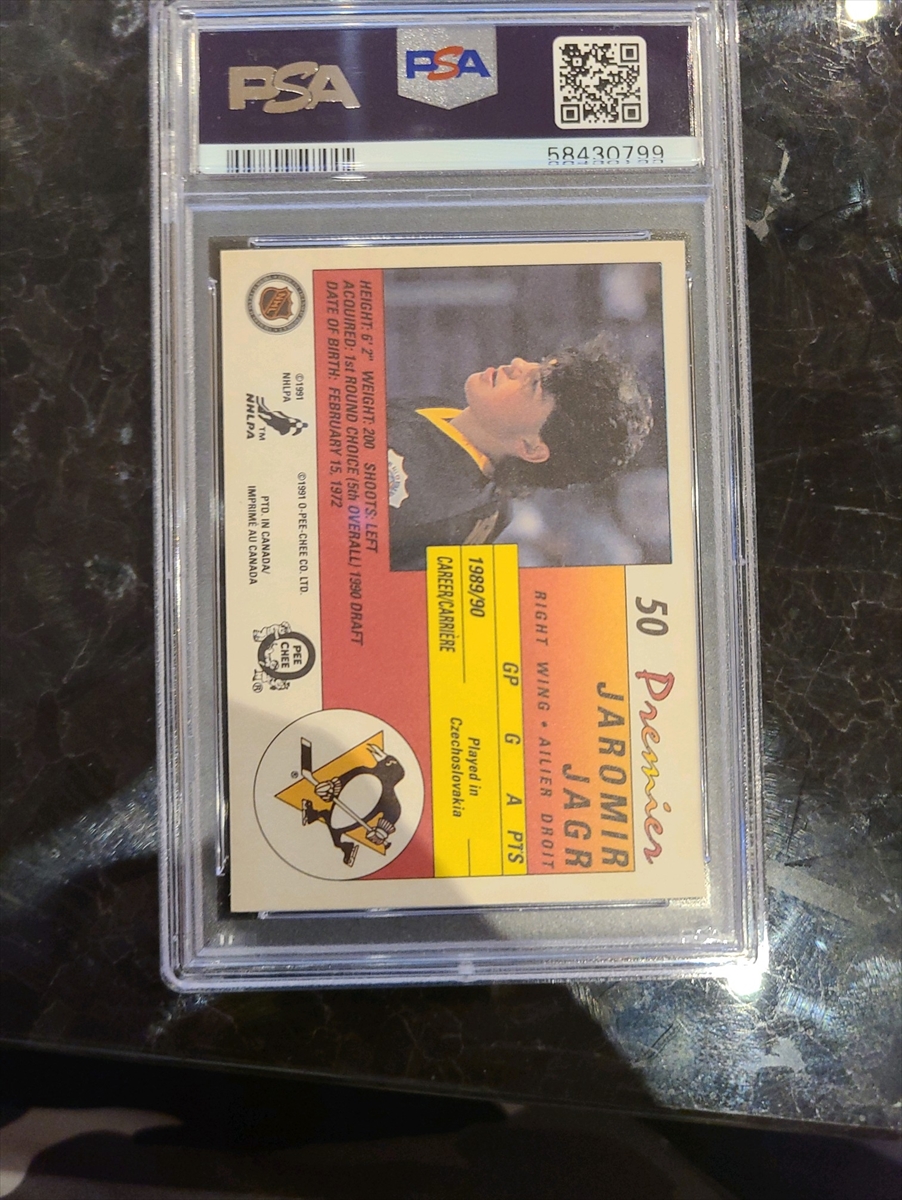 PSA
PSA
58430799
50 Premier
JAROMIR
JAGR
RIGHT WING • AILIER DROIT
GP G A PTS
1989/90 Played in
Czechoslovakia
CAREER/CARRIÈRE
HEIGHT: 6' 2" WEIGHT: 200 SHOOTS: LEFT
ACQUIRED: 1st ROUND CHOICE (5th OVERALL) 1990 DRAFT
DATE OF BIRTH: FEBRUARY 15, 1972
NHL
©1991
NHLPA
NHLPA™
©1991 O-PEE-CHEE CO. LTD.
PTD. IN CANADA/
IMPRIMÉ AU CANADA
O
PEE
CHEE
®
®